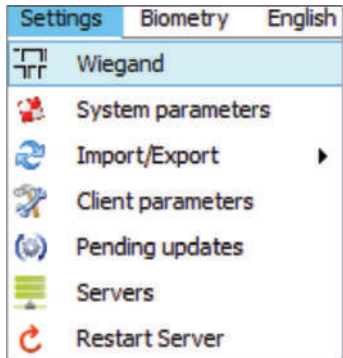 Settings Biometry English
Wiegand
System parameters
Import/Export
Client parameters
Pending updates
Servers
Restart Server